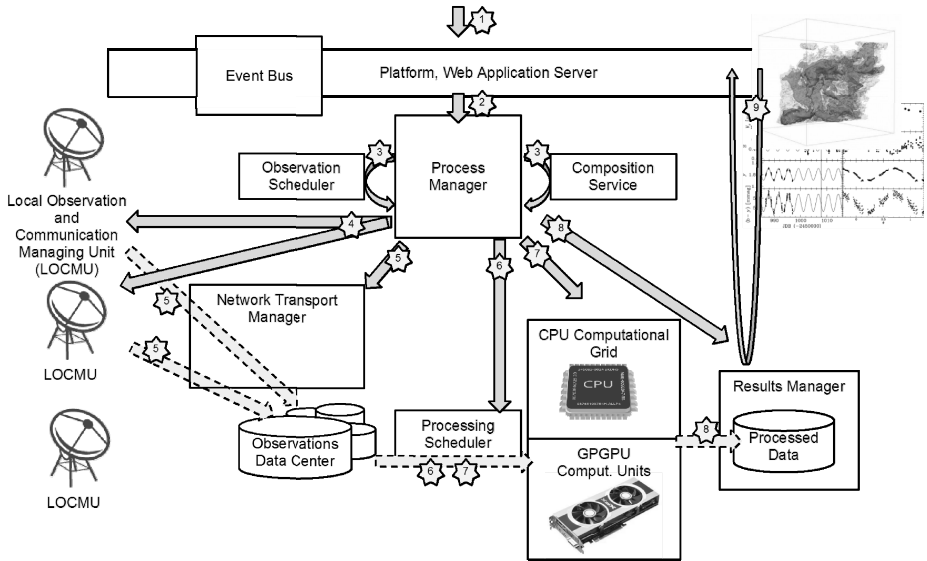 1
Event Bus
Platform, Web Application Server
2
9
3
3
Observation
Scheduler
Process
Manager
Composition
Service
Local Observation
and
Communication
Managing Unit
(LOCMU)
4
8
5
6
7
5
Network Transport
Manager
5
LOCMU
CPU Computational
Grid
CPU
Results Manager
Processed
Data
8
Observations
Data Center
Processing
Scheduler
6
7
GPGPU
Comput. Units
LOCMU